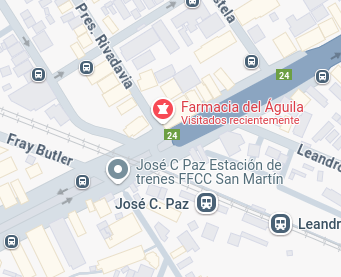 Pres. Rivadavia
stela
24
Farmacia del Águila
Visitados recientemente
24
Fray Butler
José C Paz Estación de
trenes FFCC San Martín
Leandro
José C. Paz
Leandr